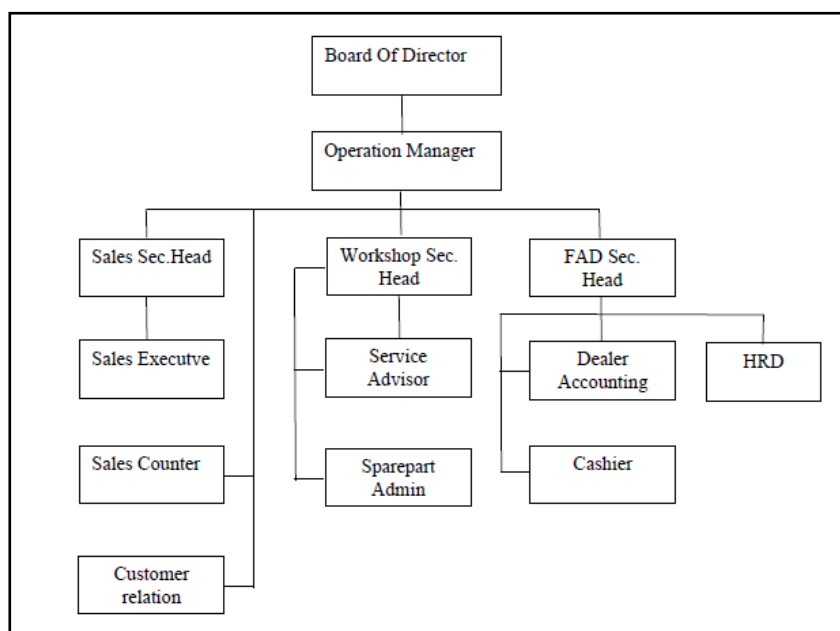 Board Of Director
Operation Manager
Sales Sec.Head
Workshop Sec.
Head
FAD Sec.
Head
Sales Executve
Service
Advisor
Dealer
Accounting
HRD
Sales Counter
Sparepart
Admin
Cashier
Customer
relation